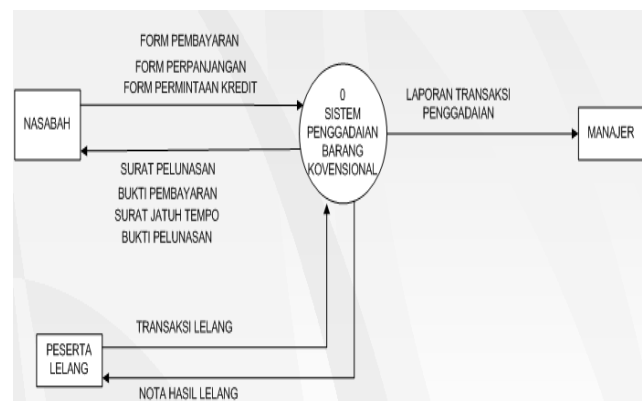 FORM PEMBAYARAN
FORM PERPANJANGAN
FORM PERMINTAAN KREDIT
NASABAH
0
SISTEM
PENGGADAIAN
BARANG
KOVENSIONAL
LAPORAN TRANSAKSI
PENGGADAIAN
MANAJER
SURAT PELUNASAN
BUKTI PEMBAYARAN
SURAT JATUH TEMPO
BUKTI PELUNASAN
TRANSAKSI LELANG
PESERTA
LELANG
NOTA HASIL LELANG